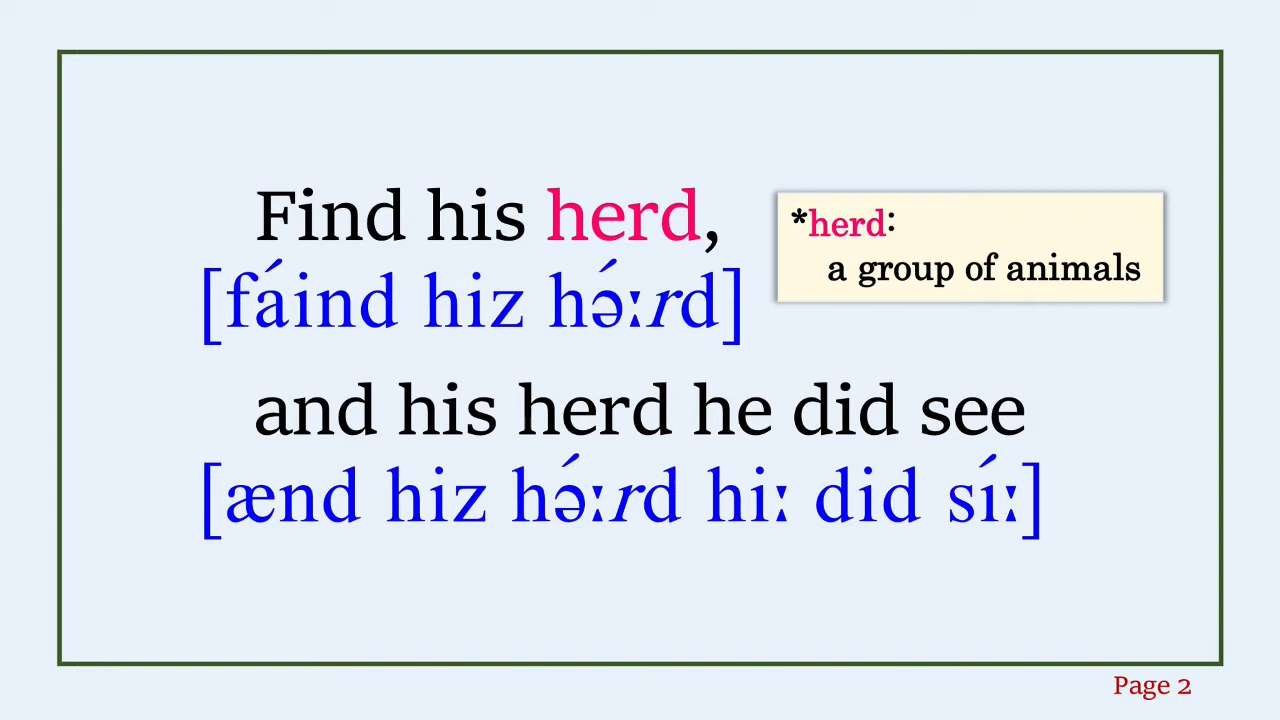 Find his herd,
[fáind hiz hə́ːrd]
*herd:
a group of animals
and his herd he did see
[ænd hiz hə́ːrd hiː did síː]
Page 2